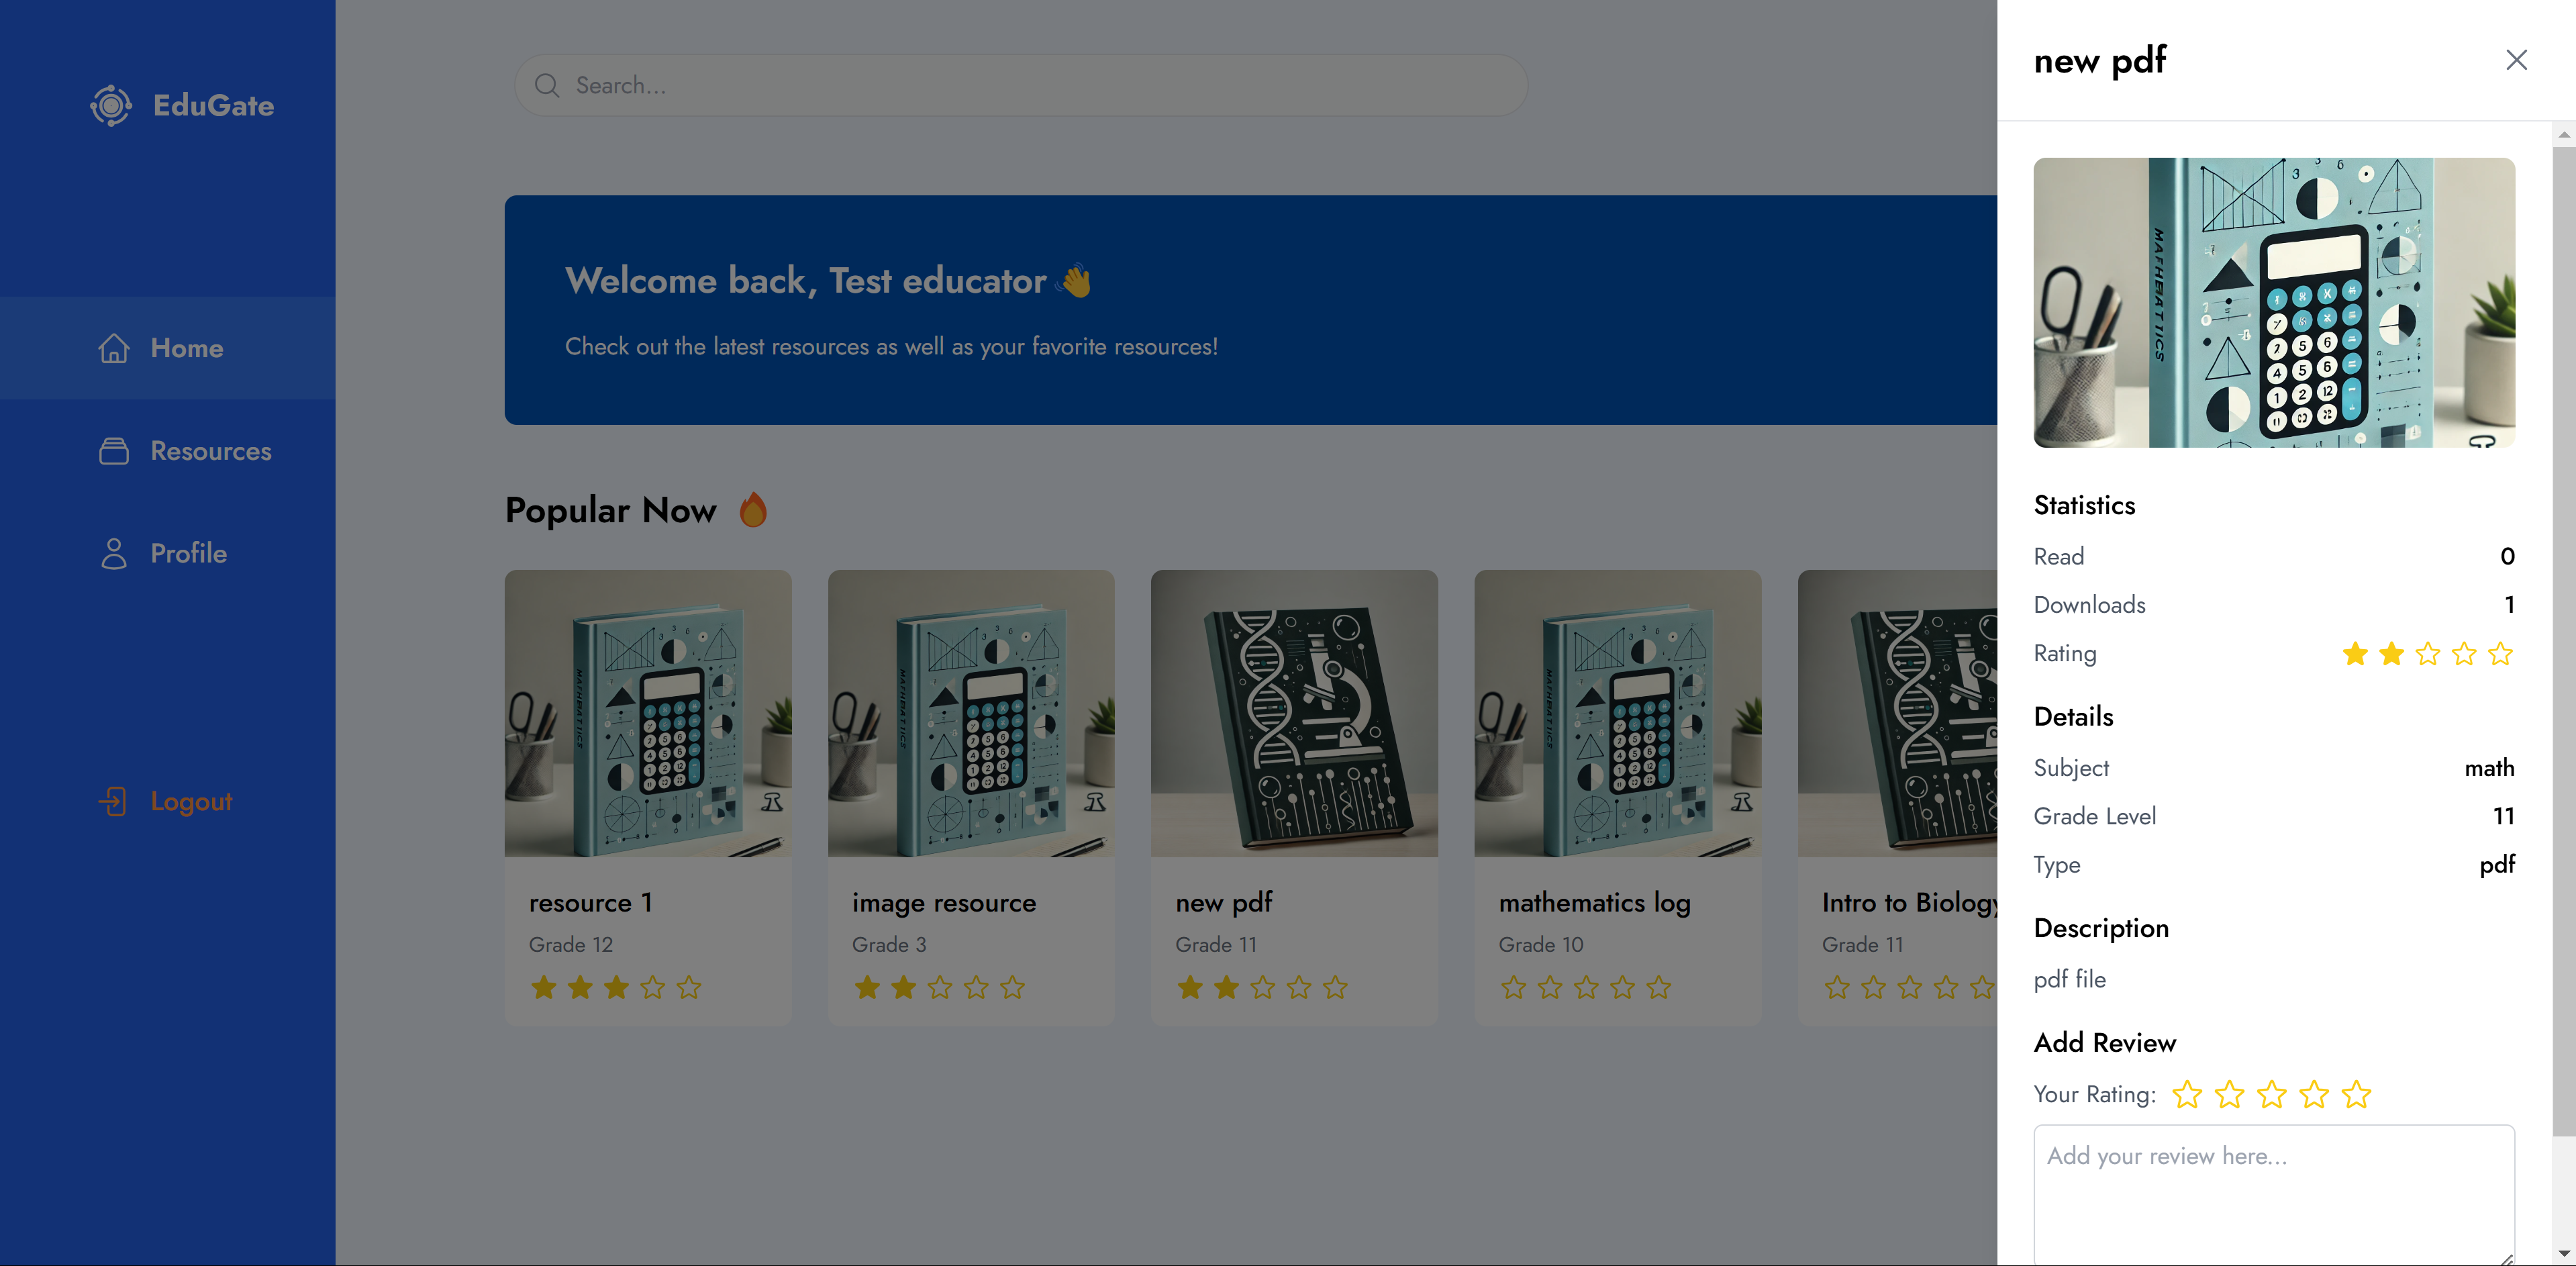 EduGate
Home
Resources
Profile
Logout
Search...
Welcome back, Test educator 👋
Check out the latest resources as well as your favorite resources!
Popular Now 🔥
resource 1
Grade 12
image resource
Grade 3
new pdf
Grade 11
mathematics log
Grade 10
Intro to Biology
Grade 11
new pdf
Statistics
Read 0
Downloads 1
Rating
Details
Subject math
Grade Level 11
Type pdf
Description
pdf file
Add Review
Your Rating:
Add your review here...